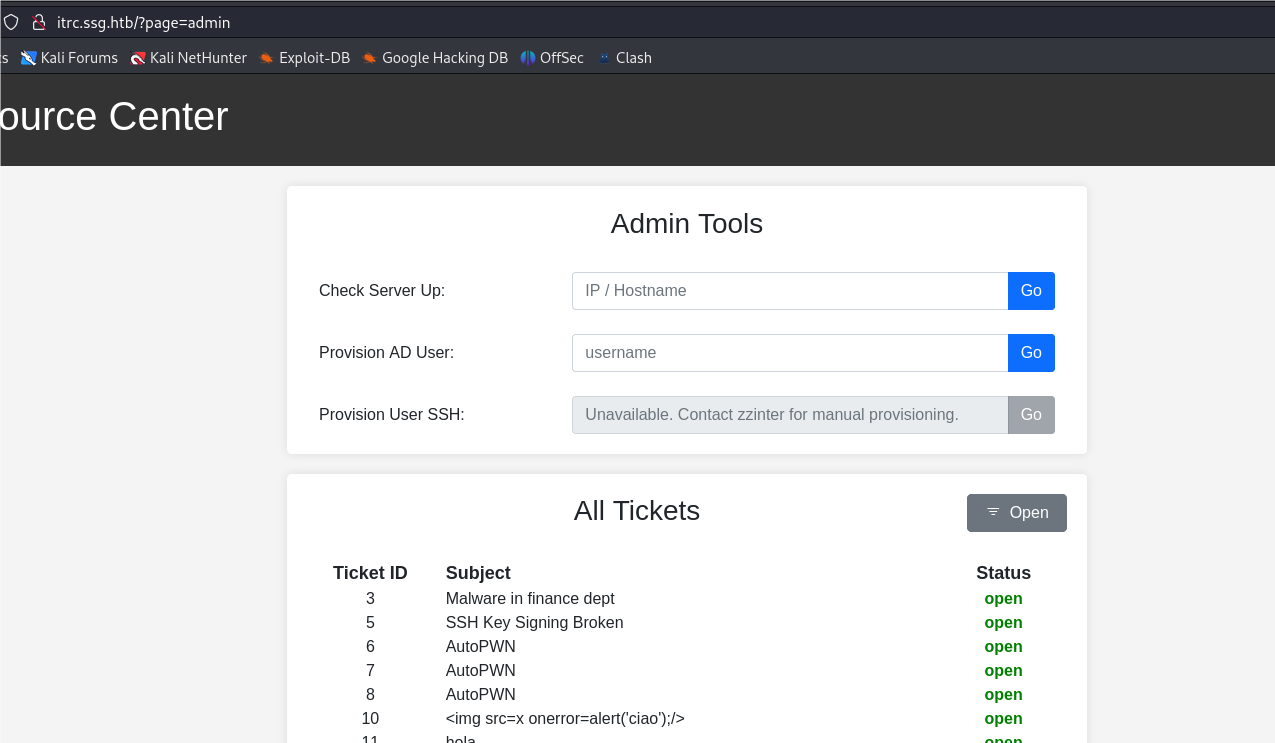 itrc.ssg.htb/?page=admin
s Kali Forums Kali NetHunter Exploit-DB Google Hacking DB OffSec Clash
ource Center
Admin Tools
Check Server Up: IP / Hostname Go
Provision AD User: username Go
Provision User SSH: Unavailable. Contact zzinter for manual provisioning. Go
All Tickets Open
Ticket ID Subject Status
3 Malware in finance dept open
5 SSH Key Signing Broken open
6 AutoPWN open
7 AutoPWN open
8 AutoPWN open
10 <img src=x onerror=alert('ciao');/> open
11 hola open